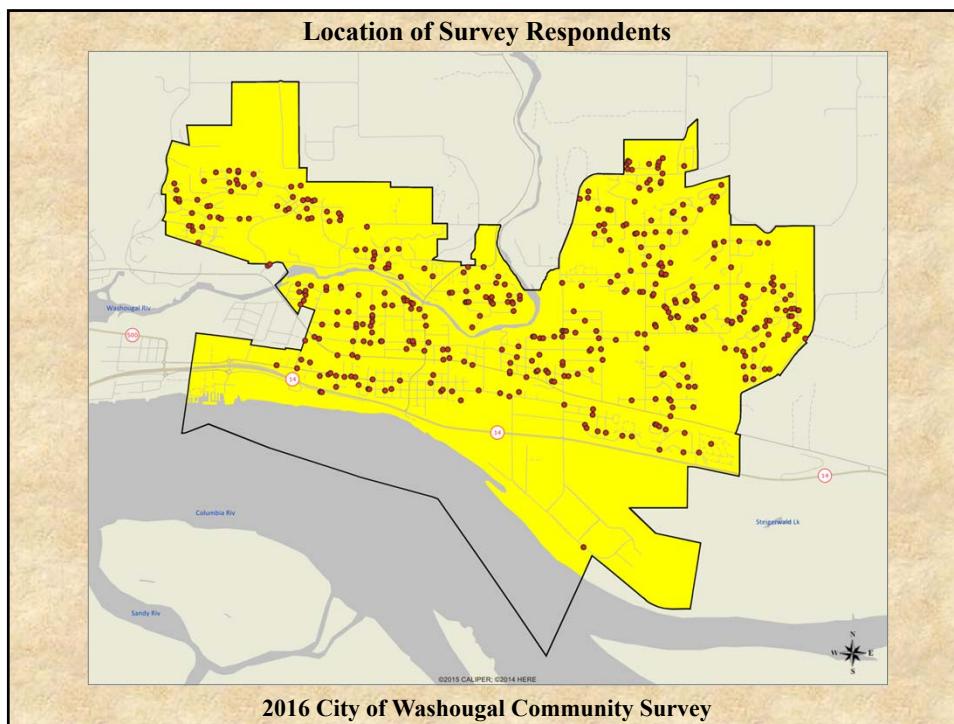 Location of Survey Respondents
Washougal Riv
500
14
14
14
Columbia Riv
Steigerwald Lk
Sandy Riv
N
W E
S
©2015 CALIPER; ©2014 HERE
2016 City of Washougal Community Survey